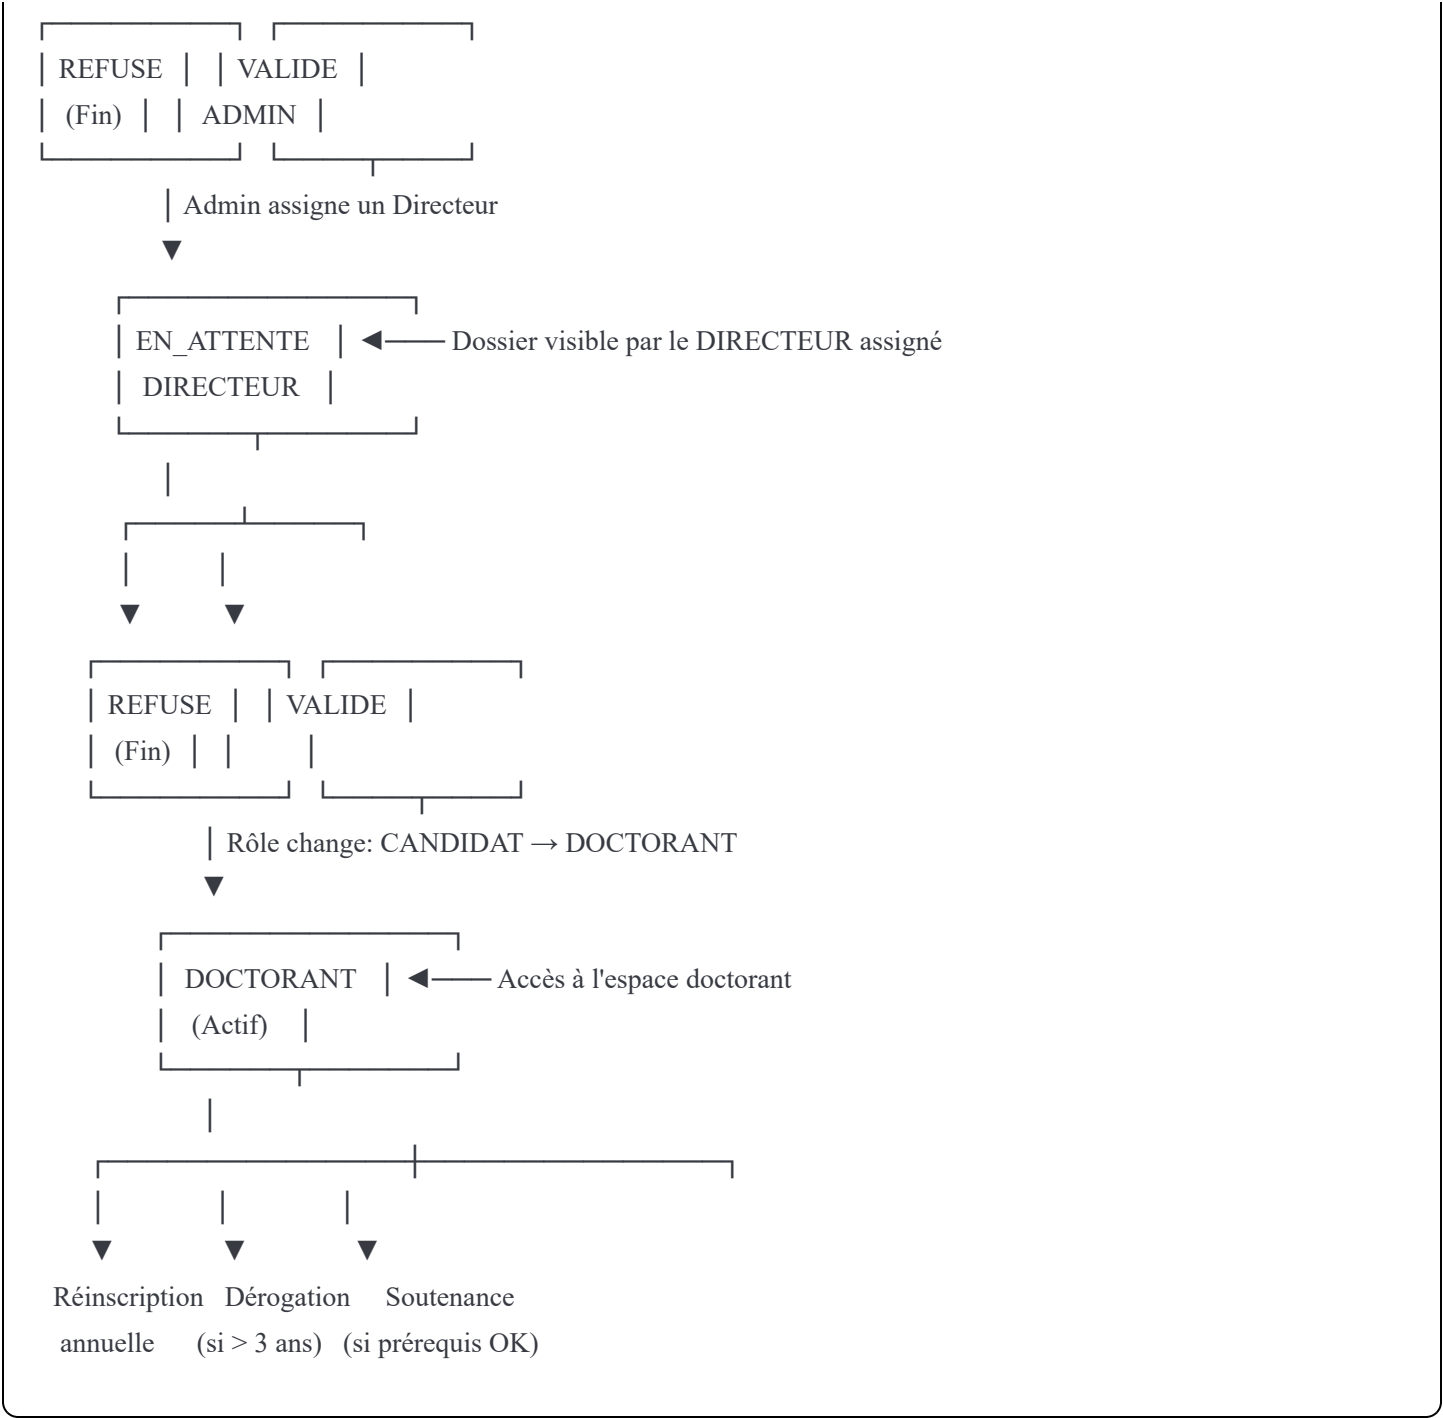 ┌─────────┐ ┌─────────┐
│ REFUSE │ │ VALIDE │
│ (Fin) │ │ ADMIN │
└─────────┘ └────┬────┘
│ Admin assigne un Directeur
▼
┌──────────────┐
│ EN_ATTENTE │ ◄─── Dossier visible par le DIRECTEUR assigné
│ DIRECTEUR │
└──────┬───────┘
│
┌─────┴─────┐
│ │
▼ ▼
┌─────────┐ ┌─────────┐
│ REFUSE │ │ VALIDE │
│ (Fin) │ │ │
└─────────┘ └────┬────┘
│ Rôle change: CANDIDAT → DOCTORANT
▼
┌──────────────┐
│ DOCTORANT │ ◄─── Accès à l'espace doctorant
│ (Actif) │
└──────┬───────┘
│
┌───────────────┼───────────────┐
│ │ │
▼ ▼ ▼
Réinscription Dérogation Soutenance
annuelle (si > 3 ans) (si prérequis OK)